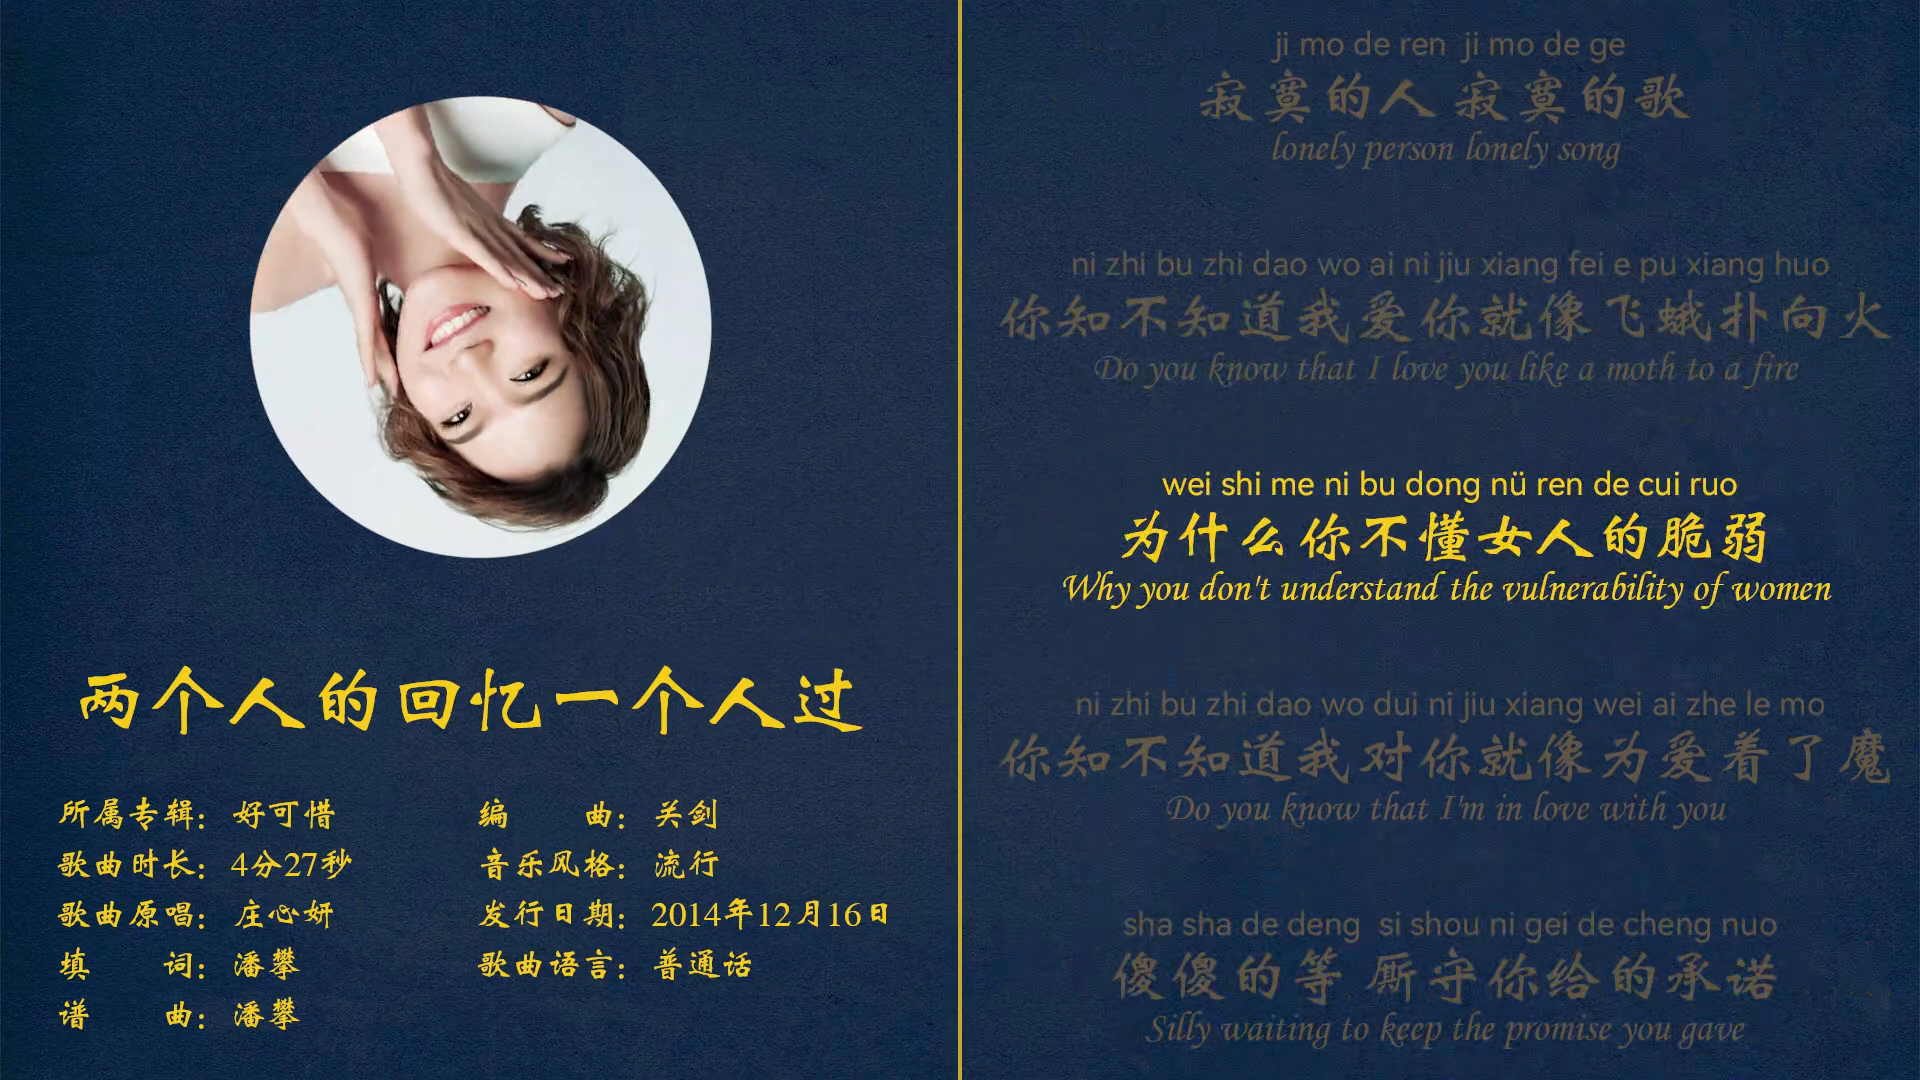 两个人的回忆一个人过
所属专辑：好可惜
歌曲时长：4分27秒
歌曲原唱：庄心妍
填　　词：潘攀
谱　　曲：潘攀
编　　曲：关剑
音乐风格：流行
发行日期：2014年12月16日
歌曲语言：普通话
ji mo de ren  ji mo de ge
寂寞的人 寂寞的歌
lonely person lonely song
ni zhi bu zhi dao wo ai ni jiu xiang fei e pu xiang huo
你知不知道我爱你就像飞蛾扑向火
Do you know that I love you like a moth to a fire
wei shi me ni bu dong nü ren de cui ruo
为什么你不懂女人的脆弱
Why you don't understand the vulnerability of women
ni zhi bu zhi dao wo dui ni jiu xiang wei ai zhe le mo
你知不知道我对你就像为爱着了魔
Do you know that I'm in love with you
sha sha de deng  si shou ni gei de cheng nuo
傻傻的等 厮守你给的承诺
Silly waiting to keep the promise you gave